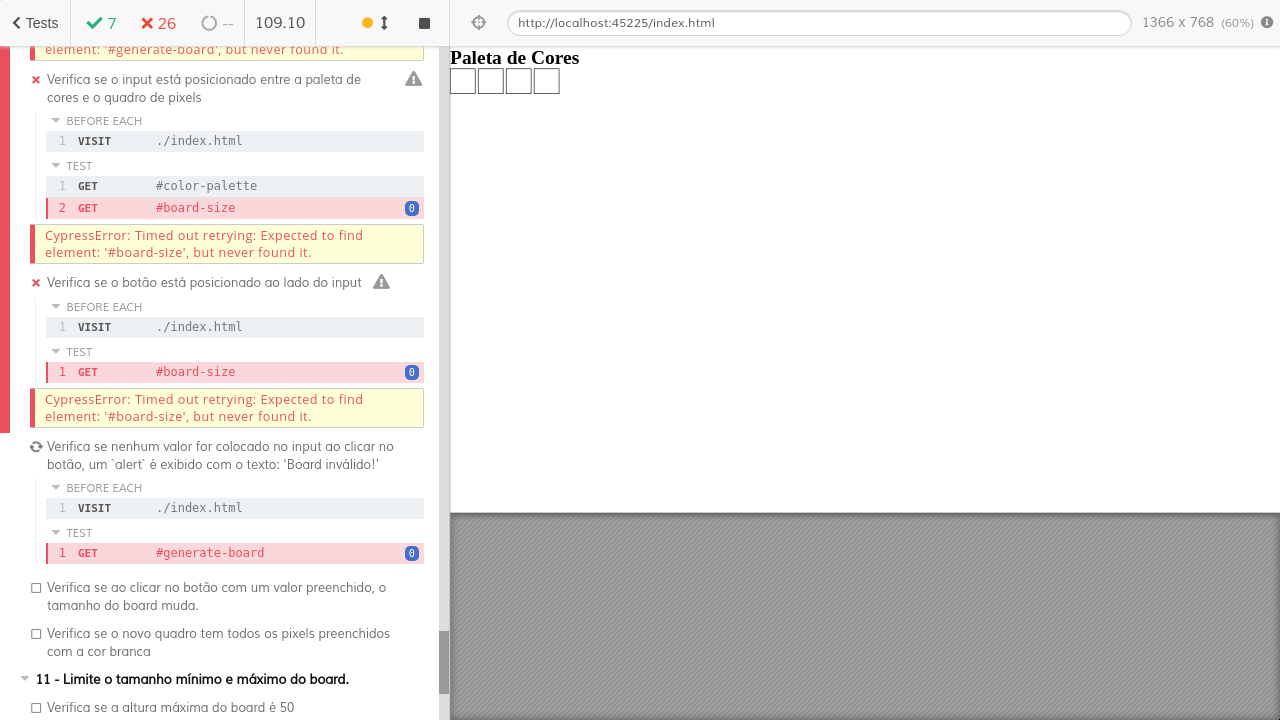 Tests
7
26
--
109.10
http://localhost:45225/index.html
1366 x 768 (60%)
element: '#generate-board', but never found it.
Verifica se o input está posicionado entre a paleta de
cores e o quadro de pixels
BEFORE EACH
1 VISIT ./index.html
TEST
1 GET #color-palette
2 GET #board-size 0
CypressError: Timed out retrying: Expected to find
element: '#board-size', but never found it.
Verifica se o botão está posicionado ao lado do input
BEFORE EACH
1 VISIT ./index.html
TEST
1 GET #board-size 0
CypressError: Timed out retrying: Expected to find
element: '#board-size', but never found it.
Verifica se nenhum valor for colocado no input ao clicar no
botão, um `alert` é exibido com o texto: 'Board inválido!'
BEFORE EACH
1 VISIT ./index.html
TEST
1 GET #generate-board 0
Verifica se ao clicar no botão com um valor preenchido, o
tamanho do board muda.
Verifica se o novo quadro tem todos os pixels preenchidos
com a cor branca
11 - Limite o tamanho mínimo e máximo do board.
Verifica se a altura máxima do board é 50
Paleta de Cores